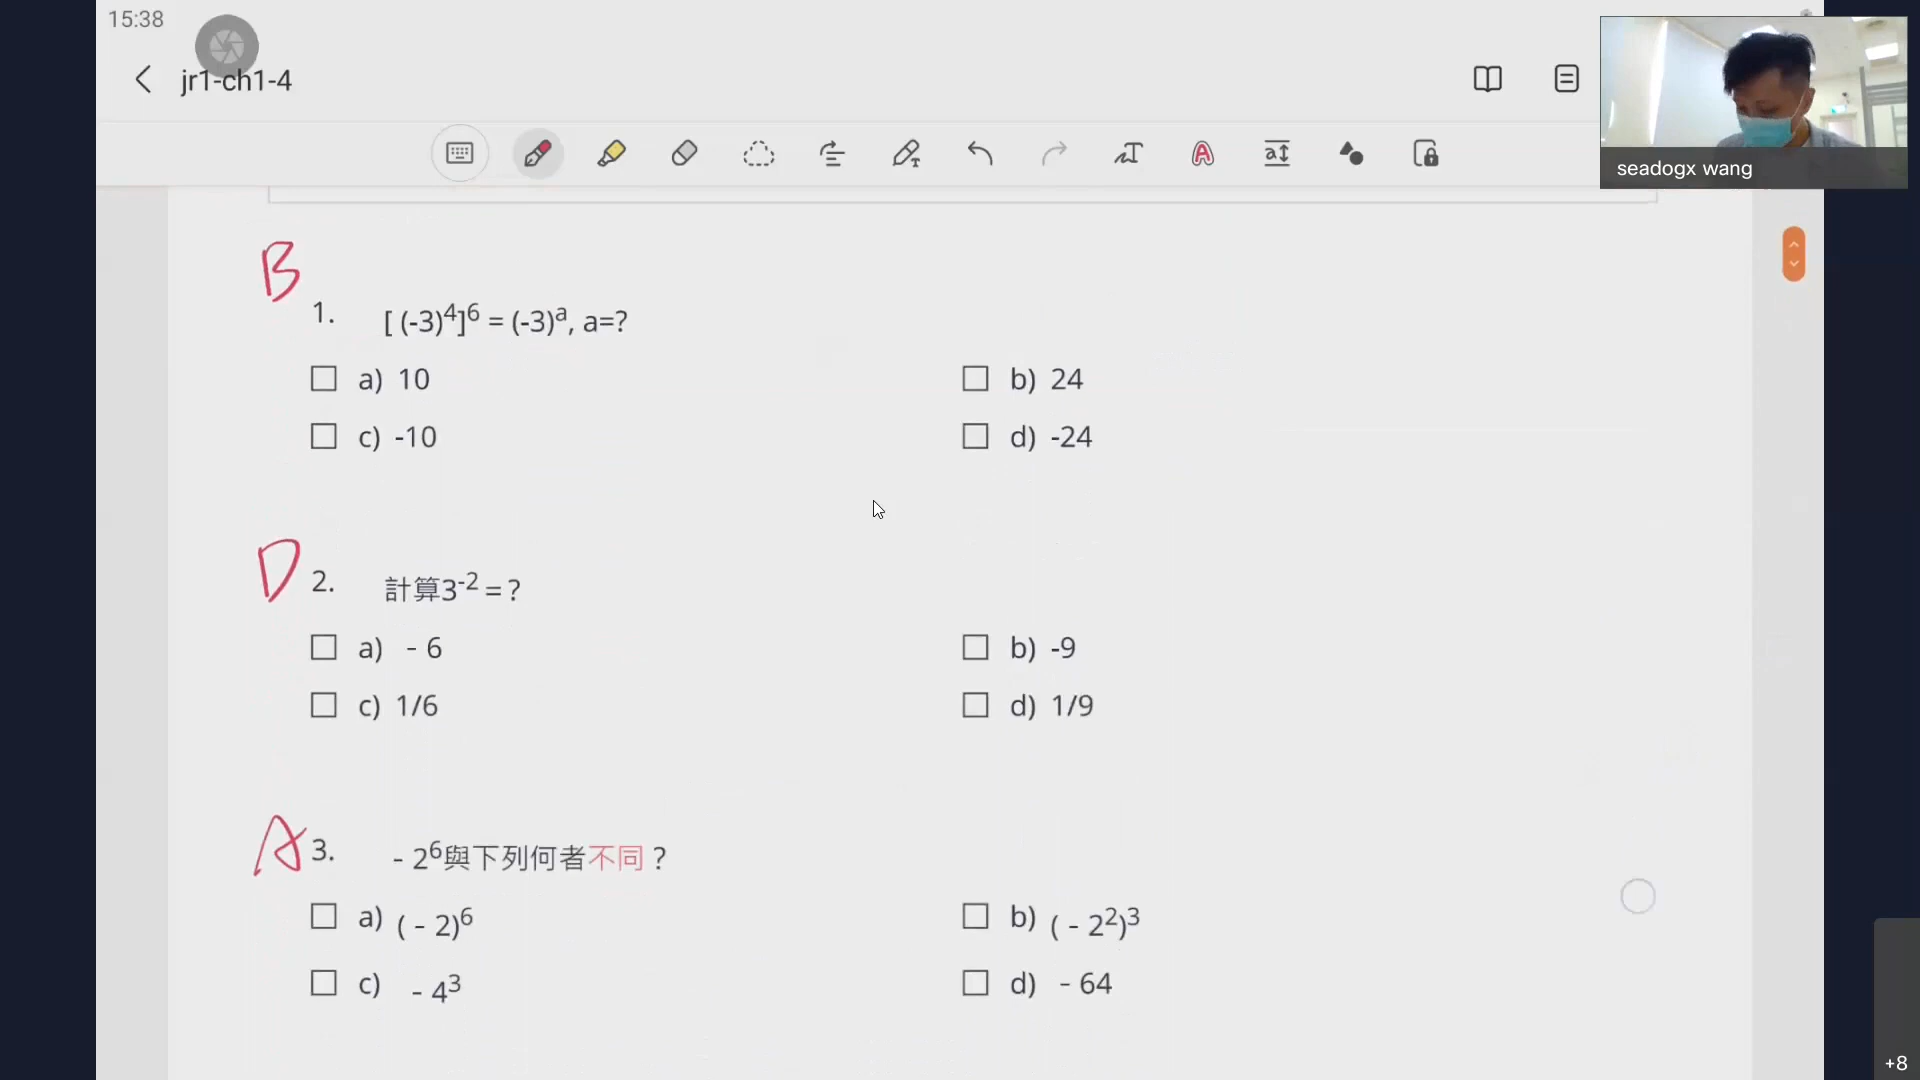 15:38
jr1-ch1-4
seadogx wang
B
1. [ (-3)⁴]⁶ = (-3)ᵃ, a=?
a) 10
b) 24
c) -10
d) -24
D
2. 計算3⁻² = ?
a) - 6
b) -9
c) 1/6
d) 1/9
A
3. - 2⁶與下列何者不同？
a) ( - 2)⁶
b) ( - 2²)³
c) - 4³
d) - 64
+8